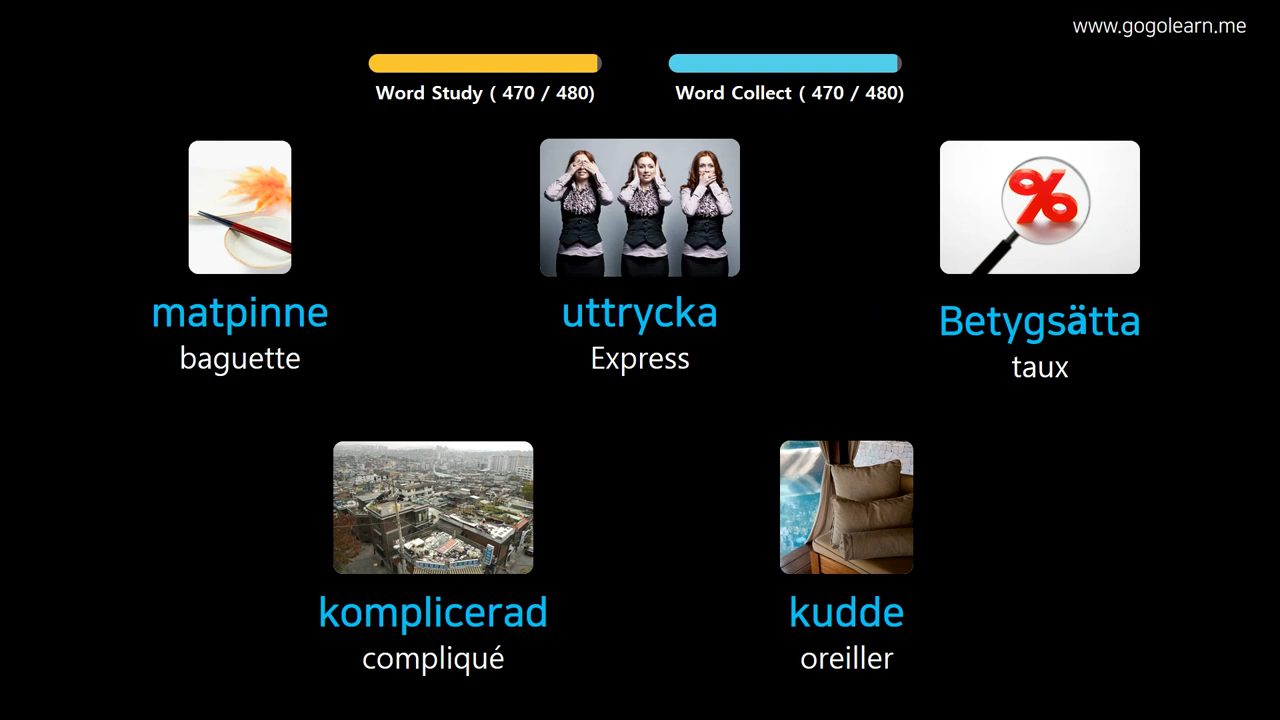 www.gogolearn.me
Word Study ( 470 / 480)
Word Collect ( 470 / 480)
matpinne
baguette
uttrycka
Express
Betygsätta
taux
komplicerad
compliqué
kudde
oreiller